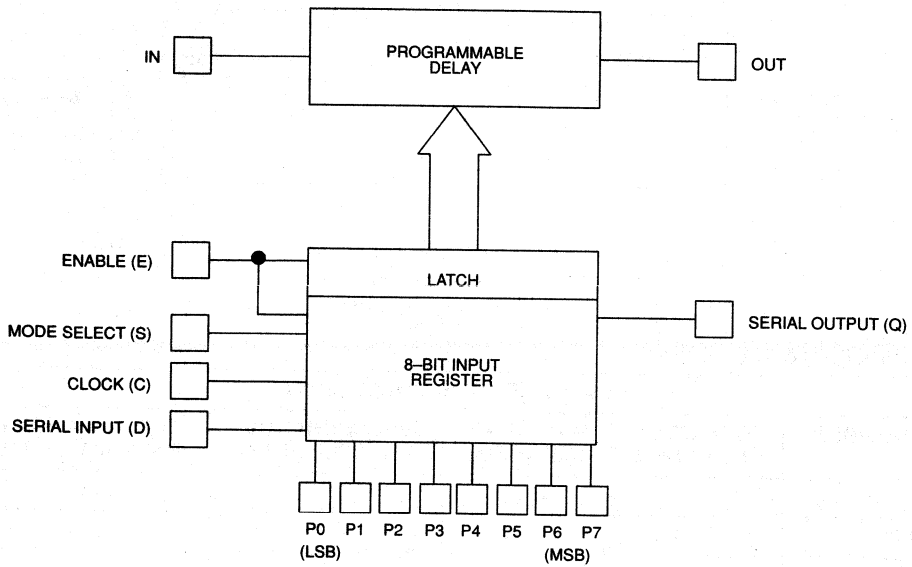 IN
PROGRAMMABLE
DELAY
OUT
ENABLE (E)
LATCH
MODE SELECT (S)
SERIAL OUTPUT (Q)
8–BIT INPUT
REGISTER
CLOCK (C)
SERIAL INPUT (D)
P0 P1 P2 P3 P4 P5 P6 P7
(LSB) (MSB)